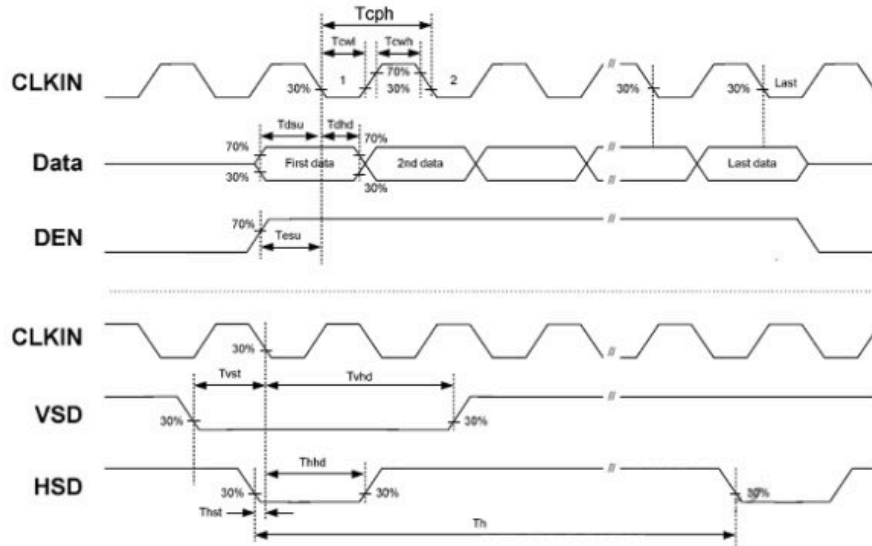 Tcph
Tcwl Tcwh
CLKIN 30% 1 70% 30% 2 // 30% 30% Last
Tdsu Tdhd
Data 70% 30% First data 70% 30% 2nd data // Last data
DEN 70% Tesu //
CLKIN 30% //
Tvst Tvhd
VSD 30% 30% //
Thhd
HSD 30% 30% // 30%
Thst
Th